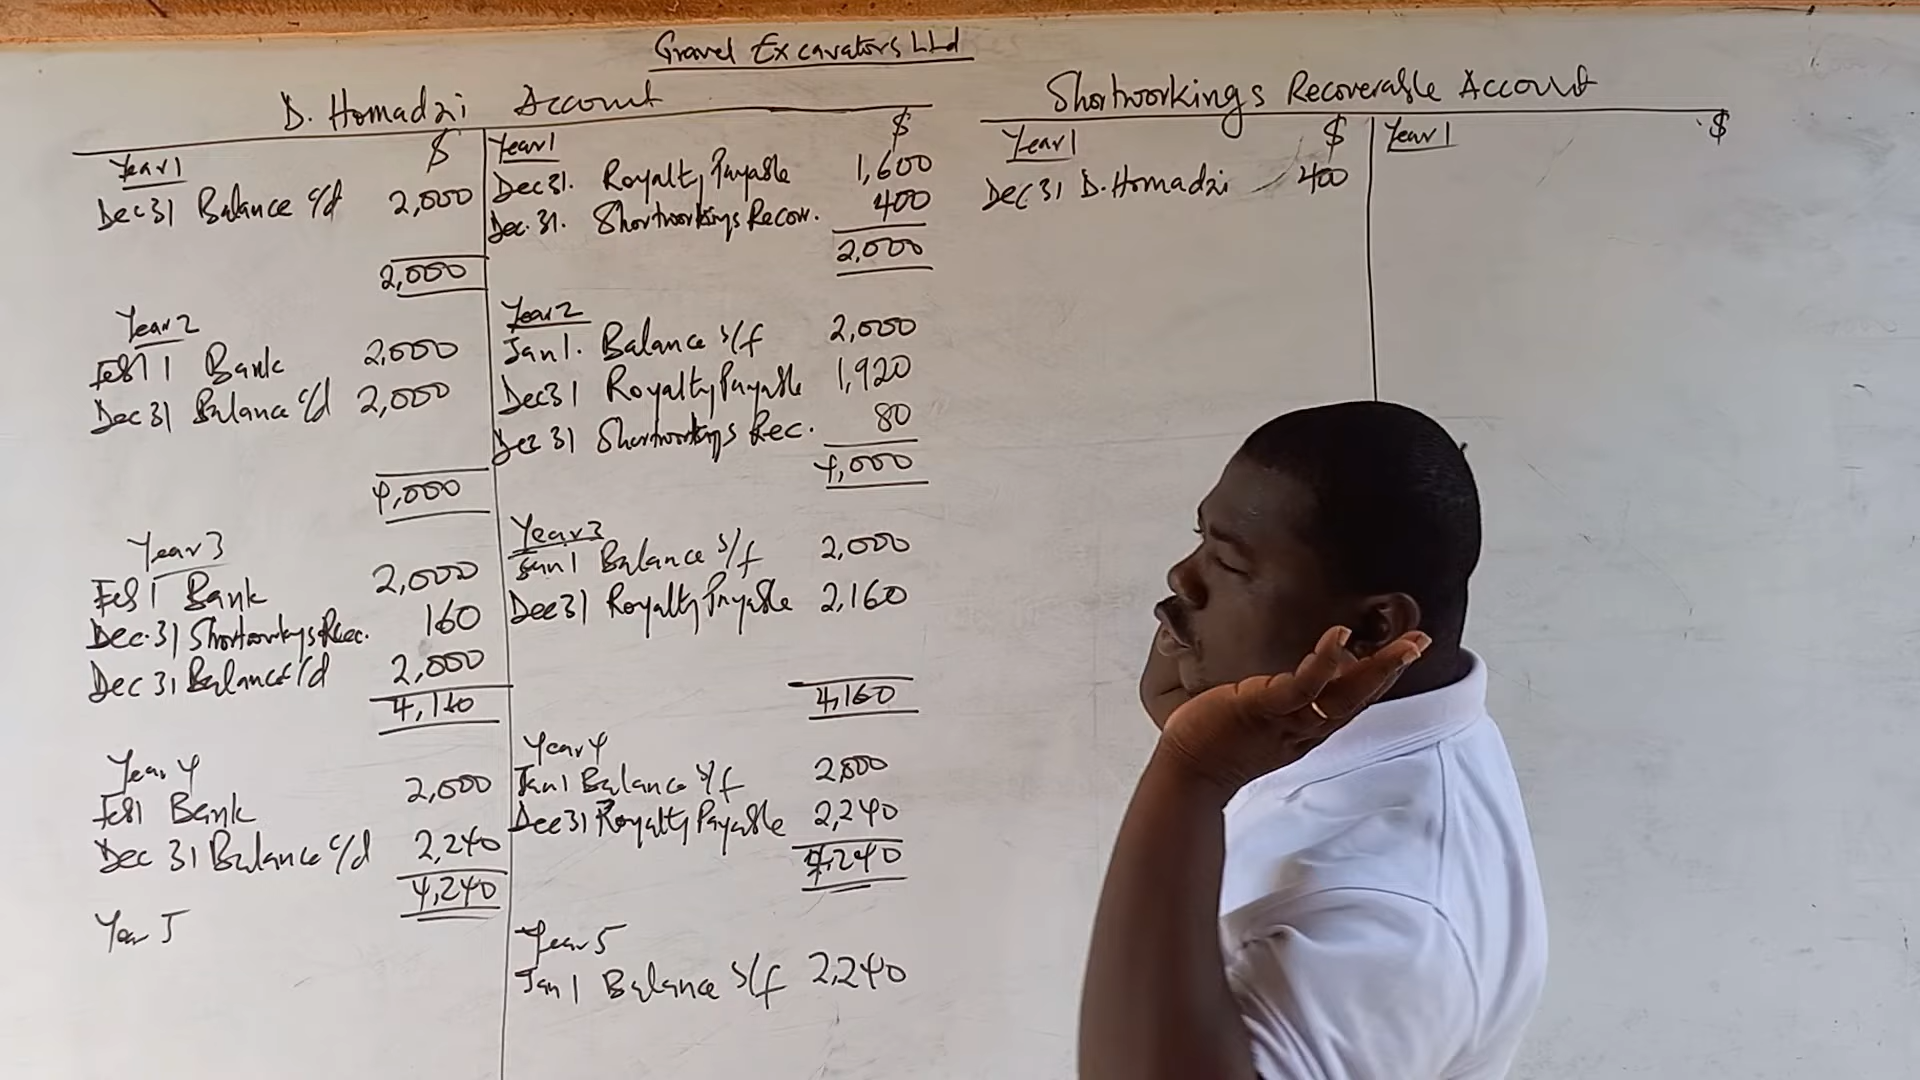 Gravel Excavators Ltd
D. Homadzi Account
$ $
Year 1 Year 1
Dec 31 Balance c/d 2,000 Dec 31. Royalty Payable 1,600
Dec. 31. Shortworkings Recov. 400
2,000 2,000
Year 2 Year 2
Feb 1 Bank 2,000 Jan 1. Balance b/f 2,000
Dec 31 Balance c/d 2,000 Dec 31 Royalty Payable 1,920
Dec 31 Shortworkings Rec. 80
4,000 4,000
Year 3 Year 3
Feb 1 Bank 2,000 Jan 1 Balance b/f 2,000
Dec. 31 Shortworkings Rec. 160 Dec 31 Royalty Payable 2,160
Dec 31 Balance c/d 2,000
4,160 4,160
Year 4 Year 4
Feb 1 Bank 2,000 Jan 1 Balance b/f 2,000
Dec 31 Balance c/d 2,240 Dec 31 Royalty Payable 2,240
4,240 4,240
Year 5 Year 5
Jan 1 Balance b/f 2,240
Shortworkings Recoverable Account
Year 1 $ Year 1 $
Dec 31 D. Homadzi 400